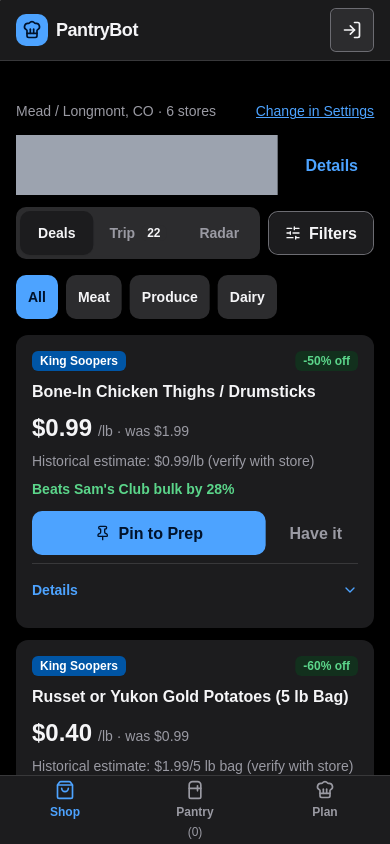 PantryBot
Mead / Longmont, CO · 6 stores
Change in Settings
Details
Deals
Trip 22
Radar
Filters
All
Meat
Produce
Dairy
King Soopers
-50% off
Bone-In Chicken Thighs / Drumsticks
$0.99 /lb · was $1.99
Historical estimate: $0.99/lb (verify with store)
Beats Sam's Club bulk by 28%
Pin to Prep
Have it
Details
King Soopers
-60% off
Russet or Yukon Gold Potatoes (5 lb Bag)
$0.40 /lb · was $0.99
Historical estimate: $1.99/5 lb bag (verify with store)
Shop
Pantry
(0)
Plan